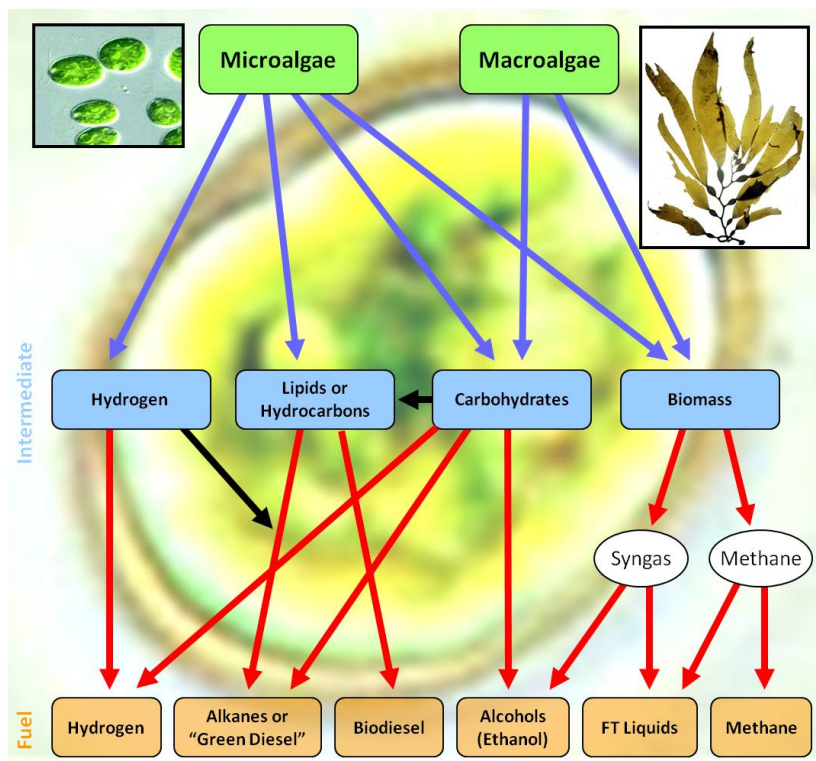 Microalgae
Macroalgae
Intermediate
Hydrogen
Lipids or
Hydrocarbons
Carbohydrates
Biomass
Syngas
Methane
Fuel
Hydrogen
Alkanes or
“Green Diesel”
Biodiesel
Alcohols
(Ethanol)
FT Liquids
Methane